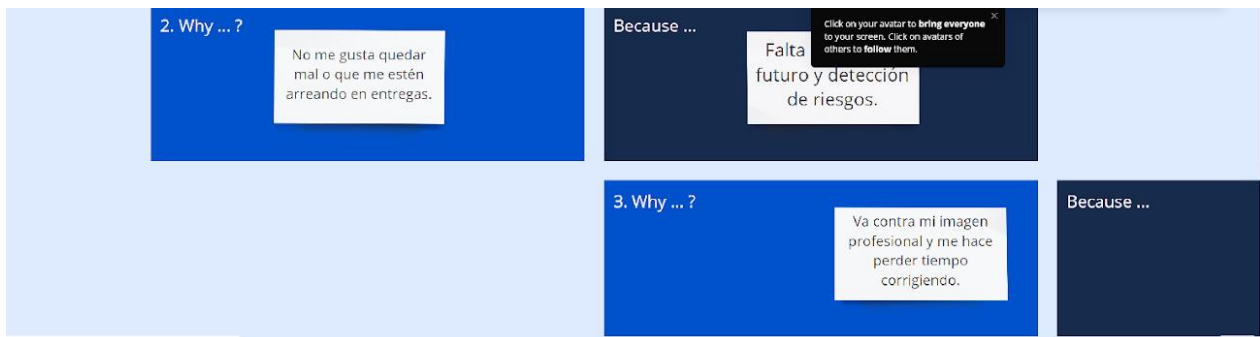 2. Why ... ?
No me gusta quedar
mal o que me estén
arreando en entregas.
Because ...
Falta
futuro y detección
de riesgos.
Click on your avatar to bring everyone
to your screen. Click on avatars of
others to follow them.
3. Why ... ?
Va contra mi imagen
profesional y me hace
perder tiempo
corrigiendo.
Because ...